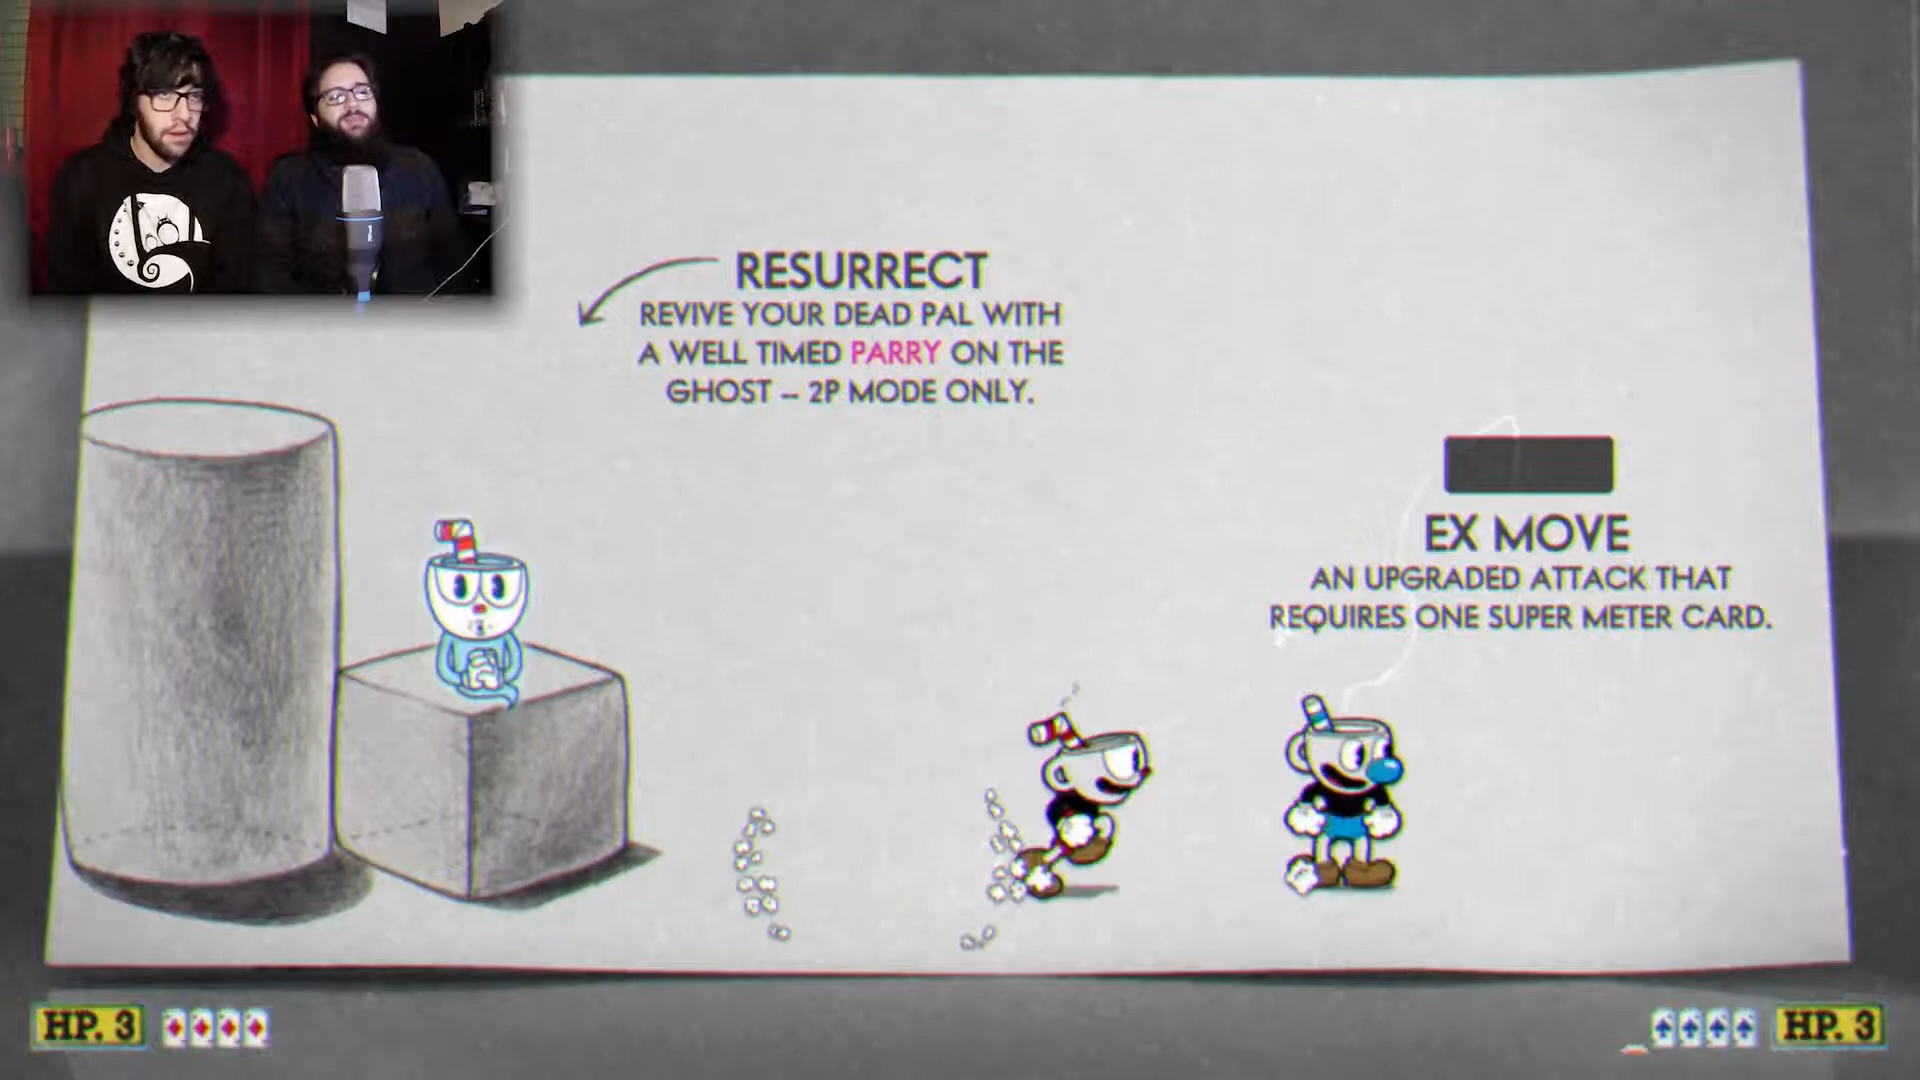 RESURRECT
REVIVE YOUR DEAD PAL WITH
A WELL TIMED PARRY ON THE
GHOST -- 2P MODE ONLY.
EX MOVE
AN UPGRADED ATTACK THAT
REQUIRES ONE SUPER METER CARD.
HP. 3
HP. 3